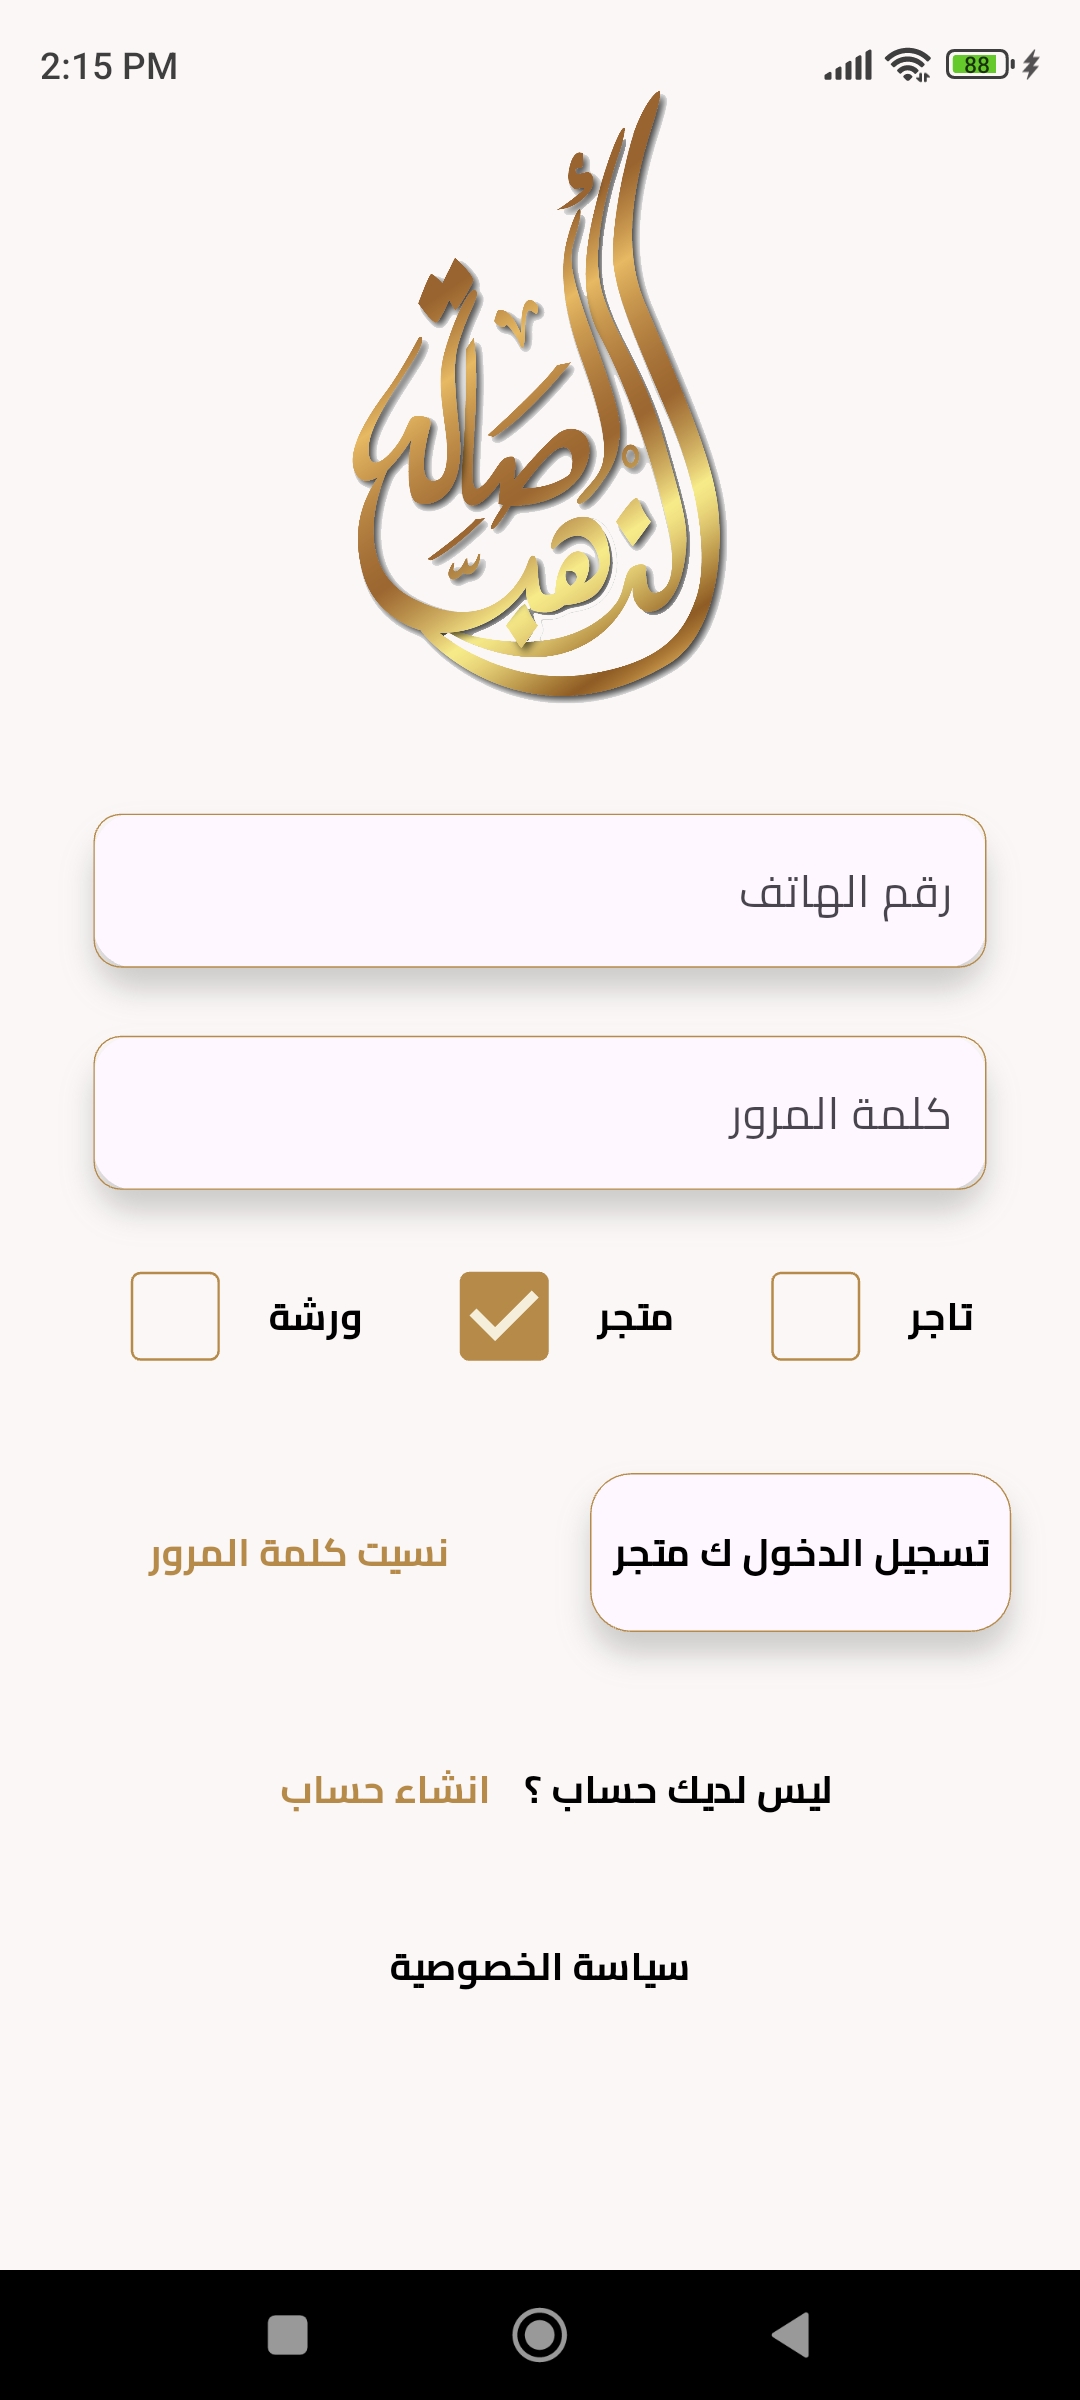 2:15 PM
88
أصالة
الذهب
رقم الهاتف
كلمة المرور
تاجر
متجر
ورشة
تسجيل الدخول ك متجر
نسيت كلمة المرور
ليس لديك حساب ؟ انشاء حساب
سياسة الخصوصية